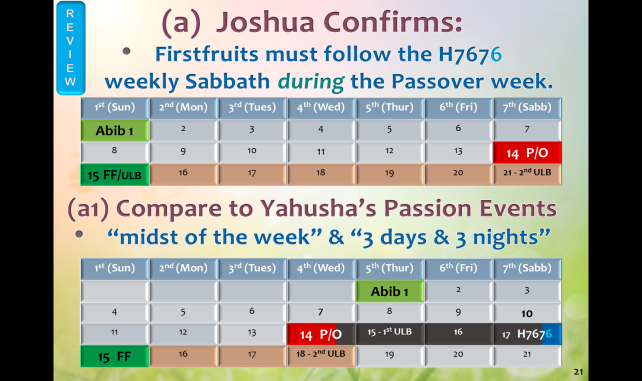 REVIEW
(a) Joshua Confirms:
• Firstfruits must follow the H7676
weekly Sabbath during the Passover week.
1st (Sun) 2nd (Mon) 3rd (Tues) 4th (Wed) 5th (Thur) 6th (Fri) 7th (Sabb)
Abib 1 2 3 4 5 6 7
8 9 10 11 12 13 14 P/O
15 FF/ULB 16 17 18 19 20 21 - 2nd ULB
(a1) Compare to Yahusha's Passion Events
• “midst of the week” & “3 days & 3 nights”
1st (Sun) 2nd (Mon) 3rd (Tues) 4th (Wed) 5th (Thur) 6th (Fri) 7th (Sabb)
Abib 1 2 3
4 5 6 7 8 9 10
11 12 13 14 P/O 15 - 1st ULB 16 17 H7676
15 FF 16 17 18 - 2nd ULB 19 20 21
21